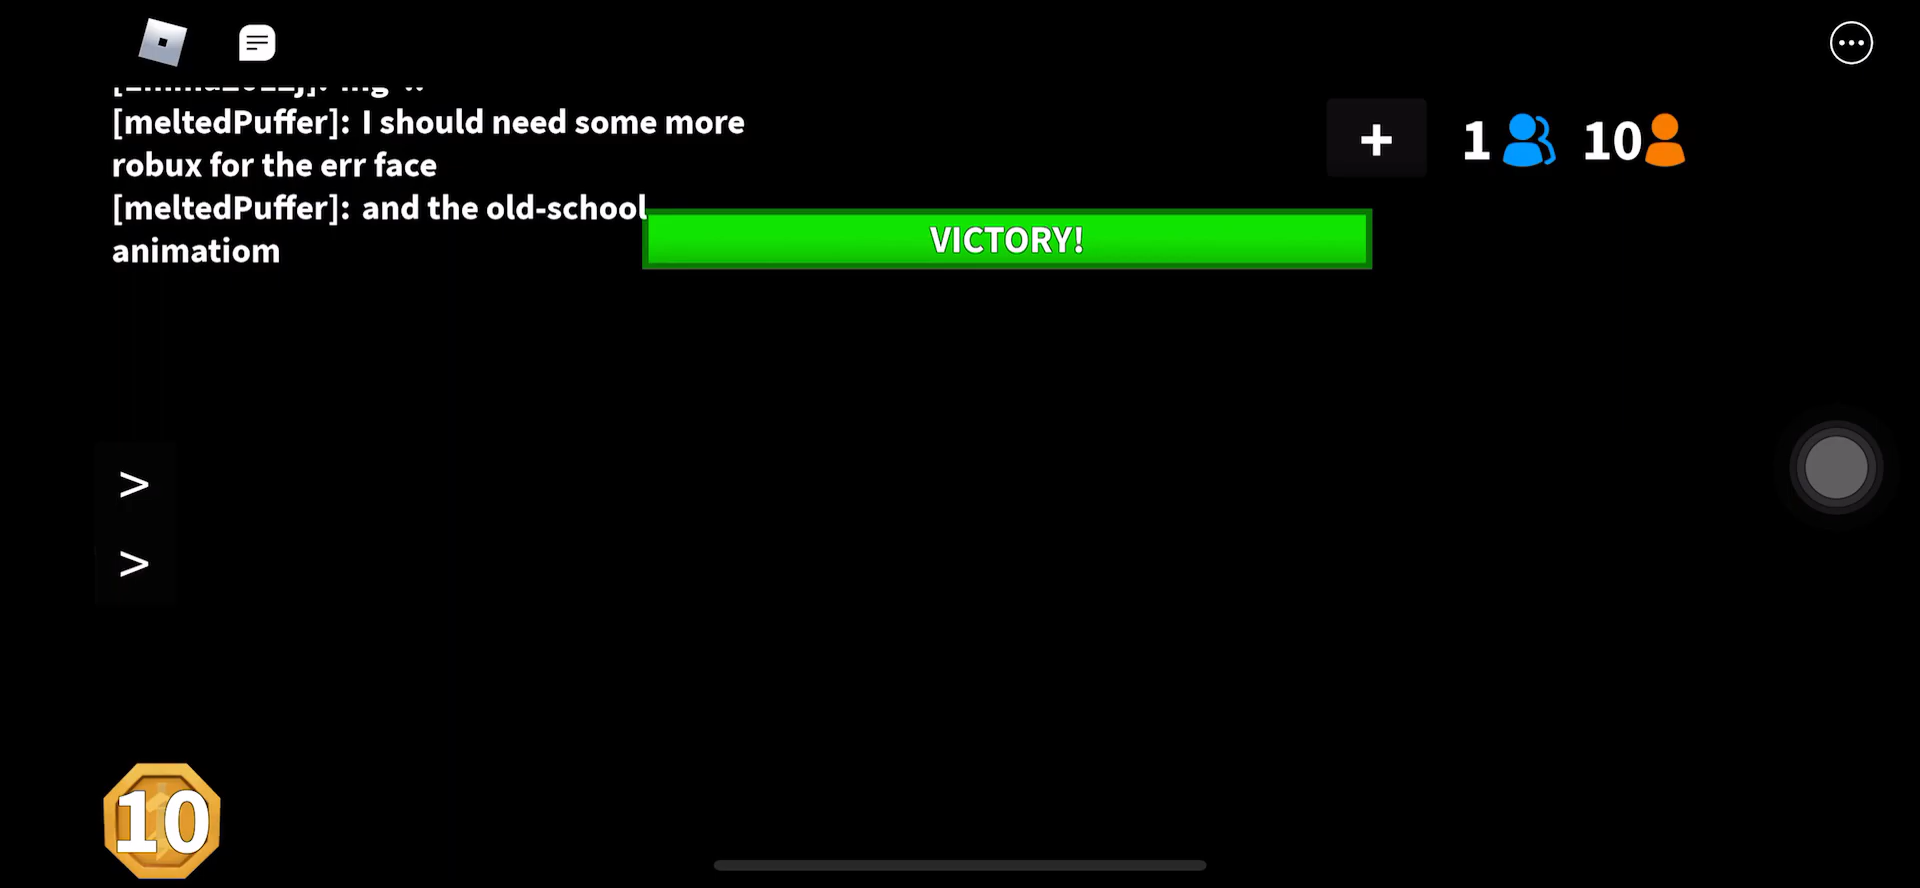 [meltedPuffer]: I should need some more
robux for the err face
[meltedPuffer]: and the old-school
animatiom
+ 1 10
VICTORY!
>
>
10